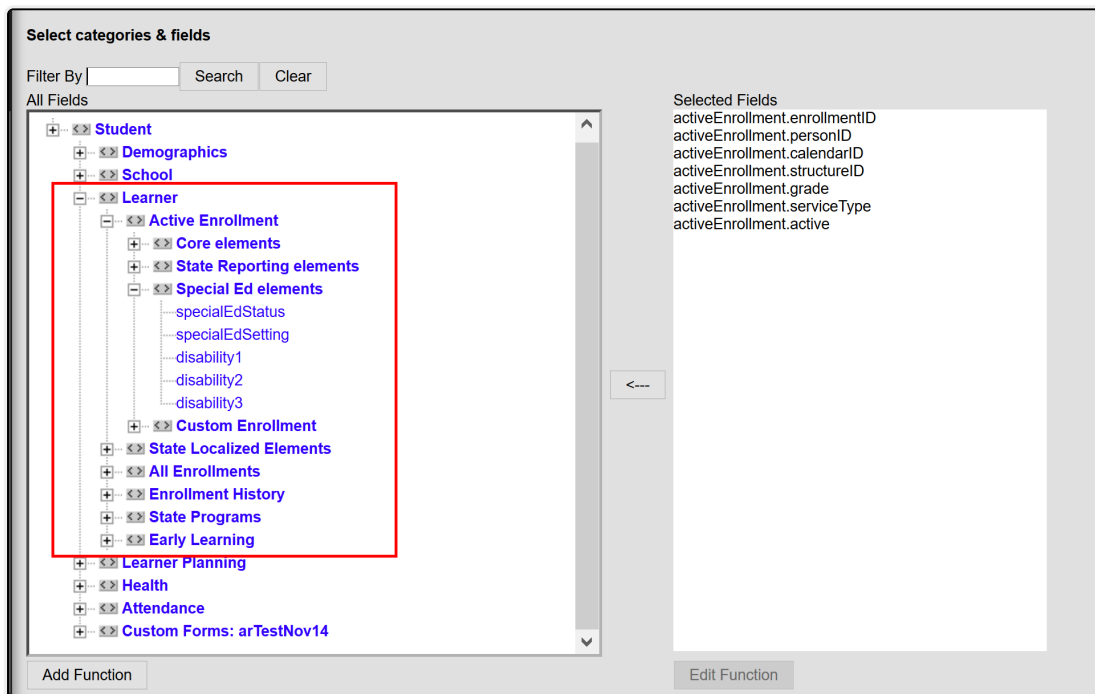 Select categories & fields
Filter By
Search
Clear
All Fields
Student
Demographics
School
Learner
Active Enrollment
Core elements
State Reporting elements
Special Ed elements
specialEdStatus
specialEdSetting
disability1
disability2
disability3
Custom Enrollment
State Localized Elements
All Enrollments
Enrollment History
State Programs
Early Learning
Learner Planning
Health
Attendance
Custom Forms: arTestNov14
Add Function
<---
Selected Fields
activeEnrollment.enrollmentID
activeEnrollment.personID
activeEnrollment.calendarID
activeEnrollment.structureID
activeEnrollment.grade
activeEnrollment.serviceType
activeEnrollment.active
Edit Function